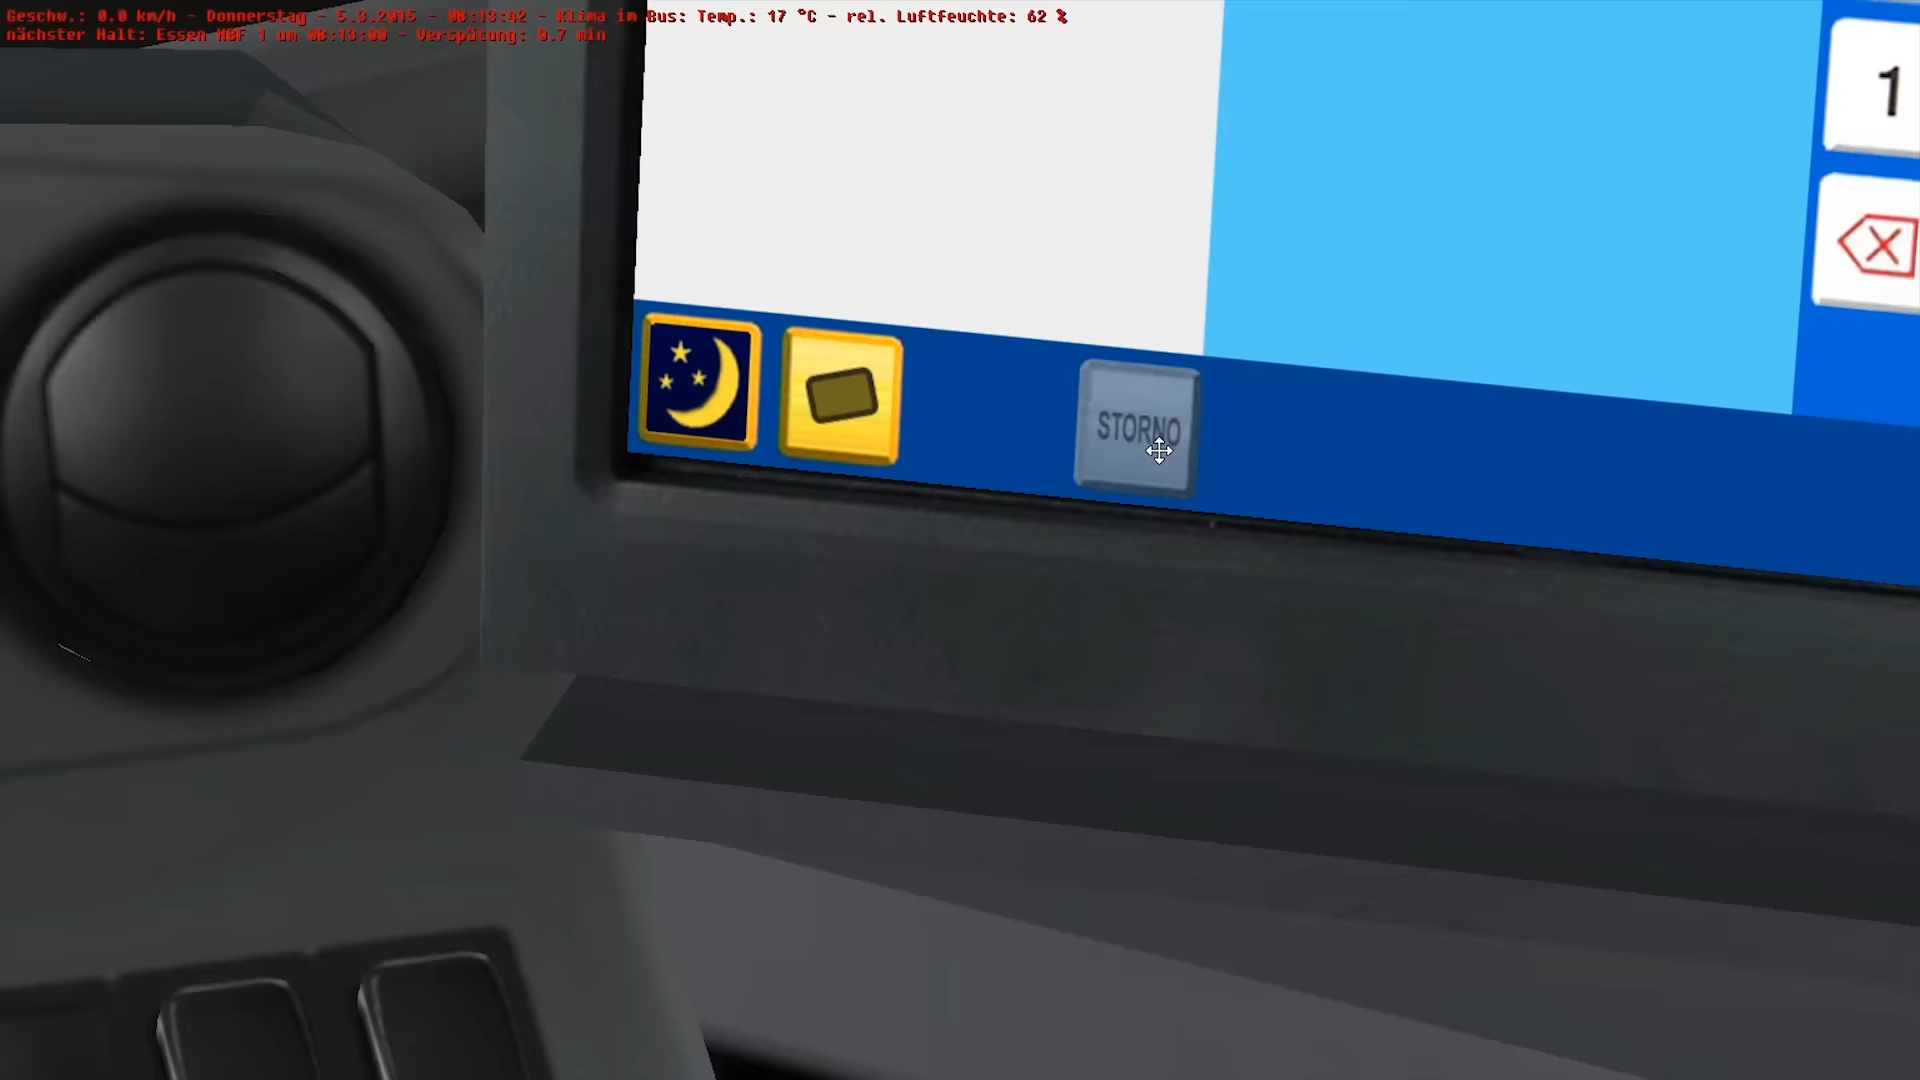 Geschw.: 0.0 km/h - Donnerstag - 5.3.2015 - 08:13:42 - Klima im Bus: Temp.: 17 °C - rel. Luftfeuchte: 62 %
nächster Halt: Essen HBF 1 um 08:13:00 - Verspätung: 0.7 min
1
STORNO